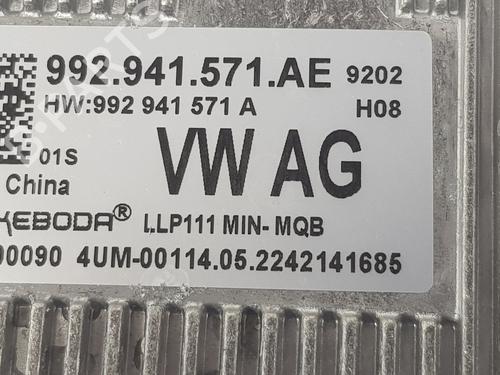 992.941.571.AE 9202
HW:992 941 571 A H08
01S VW AG
China
KEBODA® LLP111 MIN-MQB
00090 4UM-00114.05.2242141685